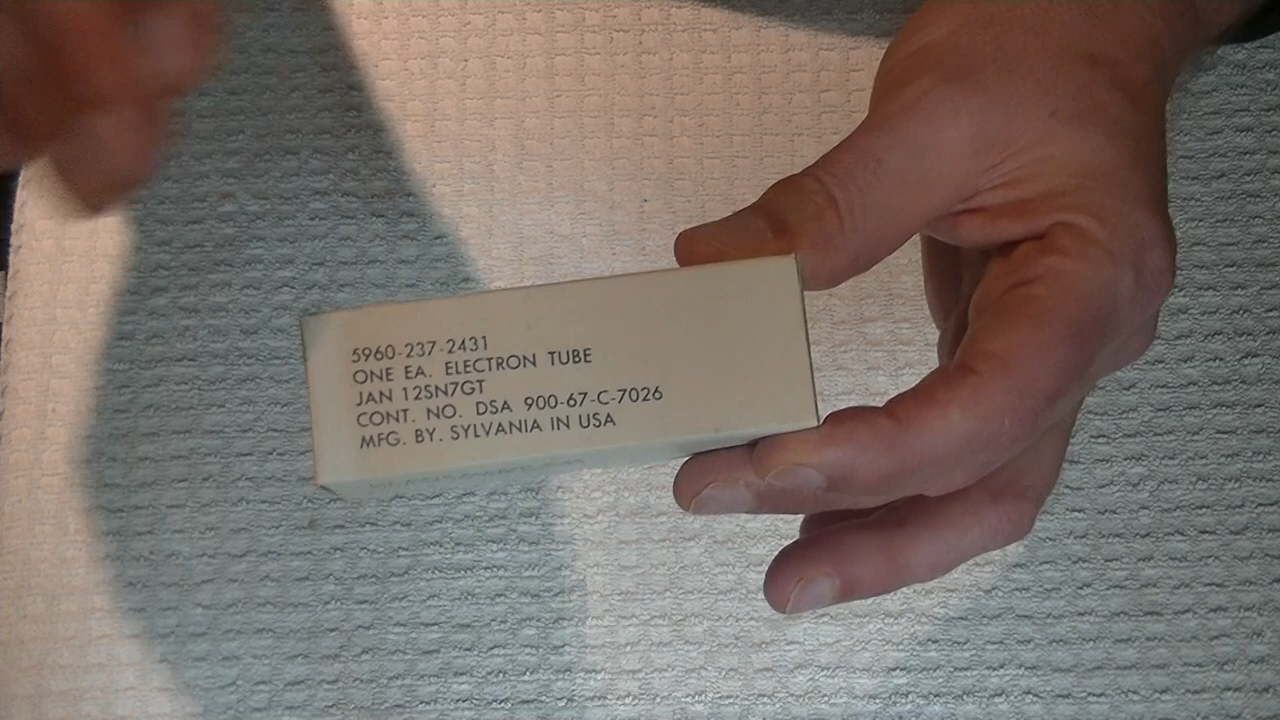 5960-237-2431
ONE EA. ELECTRON TUBE
JAN 12SN7GT
CONT. NO. DSA 900-67-C-7026
MFG. BY. SYLVANIA IN USA